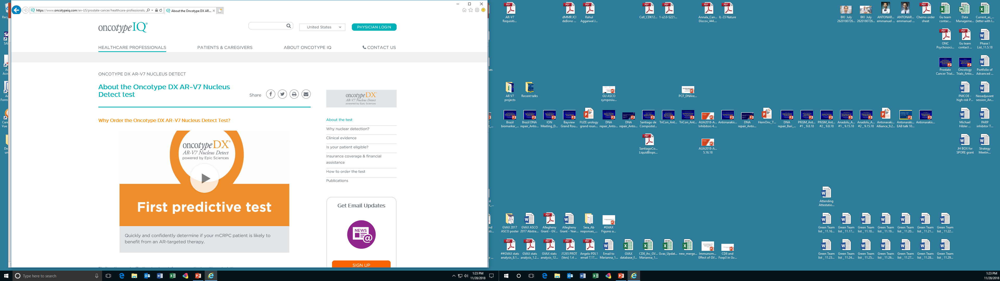 https://www.oncotypeiq.com/en-US/prostate-cancer/healthcare-professionals/
About the Oncotype DX AR...
oncotypeIQ®
United States
PHYSICIAN LOGIN
HEALTHCARE PROFESSIONALS
PATIENTS & CAREGIVERS
ABOUT ONCOTYPE IQ
CONTACT US
ONCOTYPE DX AR-V7 NUCLEUS DETECT
About the Oncotype DX AR-V7 Nucleus
Detect test
Share
oncotypeDX®
AR-V7 Nucleus Detect
powered by Epic Sciences
Why Order the Oncotype DX AR-V7 Nucleus Detect Test?
oncotypeDX®
AR-V7 Nucleus Detect
powered by Epic Sciences
First predictive test
Quickly and confidently determine if your mCRPC patient is likely to
benefit from an AR-targeted therapy.
About the test
Why nuclear detection?
Clinical evidence
Is your patient eligible?
Insurance coverage & financial
assistance
How to order the test
Publications
Get Email Updates
NEWS
SIGN UP
AR-V7
Requisiti...
dMMR JCI
deBono ...
Rahul
Aggarwal J...
Cell_CDK12...
1-s2.0-S221...
Annala_Can...
Discov_444...
IL-23 Nature
BKI July
2620180726...
BKI July
2620180726...
ANTONAR...
emmanuel ...
ANTONAR...
emmanuel ...
Chemo order
sheet
Gu team
contac...
Data
Manageme...
Current_as_...
(letter with I...
ONC
Psychosoci...
Gu team
contact ...
Phase I
List_11.5.18
Prostate
Cancer Trial...
Oncology
Trials_Anto...
Portfolio of
Advanced ...
AR V7
projects
Recent talks
GU ASCO
symposiu...
PCF_DNAre...
PMCOE -
high risk P...
Neoadjuvant
session_An...
Brazil
biomarker_...
Brazil DNA
repair_Anto...
ION
Meeting_D...
Bayview
Grand Rou...
FUZE urology
grand roun...
DNA
repair_Anto...
DNA
repair_Anto...
Santiago de
Compostel...
TriCon_Ant...
TriCon_Ant...
AUA2018-A...
Inhibitors 4...
Antonarakis...
DNA
repair_Anto...
HemOnc_T...
DNA
repair_Bari_...
PRiSM_Ant...
#1 _ 9.8.18
PRiSM_Ant...
#2 _ 9.8.18
Anadolu_A...
#1 _ 9.15.18
Anadolu_A...
#2 _ 9.15.18
Antonaraki...
Alliance_9.2...
Antonaraki...
EAB talk 10...
Antonarakis...
Michael
Hibler ...
PARP
inhibitor T...
SantiagoCo...
LiquidBiops...
AUA2018-A...
5.16.18
JH BOX for
SPORE grant
Strategy
Meetin...
Attending
Attestatio...
GVAX 2017
ASCO poster
GVAX ASCO
2017 Abstra...
Allegheny
Grant - GV...
Allegheny
Grant - Year...
Sera_Ab
responses_...
#GVAX
Figures a...
Green Team
list _ 11.16...
Green Team
list _ 11.17...
Green Team
list _ 11.18...
Green Team
list _ 11.19...
Green Team
list _ 11.20...
Green Team
list _ 11.21...
Green Team
list _ 11.22...
##GVAX stats
analysis_8.1...
GVAX stats
analysis_1.2...
GVAX stats
analysis_12...
J1265 PROT
(Vers) 1.4 ...
Angelo PDL1
email 7.17...
Email to
Marianna_1...
GVAX
database_f...
CD8_ihc_GV...
Marianna_1...
Gvax_Updat...
new_merge...
Immunom...
Effect of GV...
CD8 and
Foxp3 in Gv...
Green Team
list _ 11.23...
Green Team
list _ 11.24...
Green Team
list _ 11.25...
Green Team
list _ 11.26...
Green Team
list _ 11.27...
Green Team
list _ 11.28...
Green Team
list _ 11.29...
Type here to search
1:23 PM
11/28/2018
1:23 PM
11/28/2018